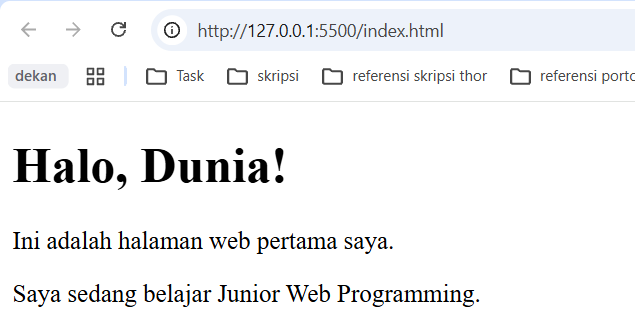 http://127.0.0.1:5500/index.html
dekan Task skripsi referensi skripsi thor referensi porto
Halo, Dunia!
Ini adalah halaman web pertama saya.
Saya sedang belajar Junior Web Programming.